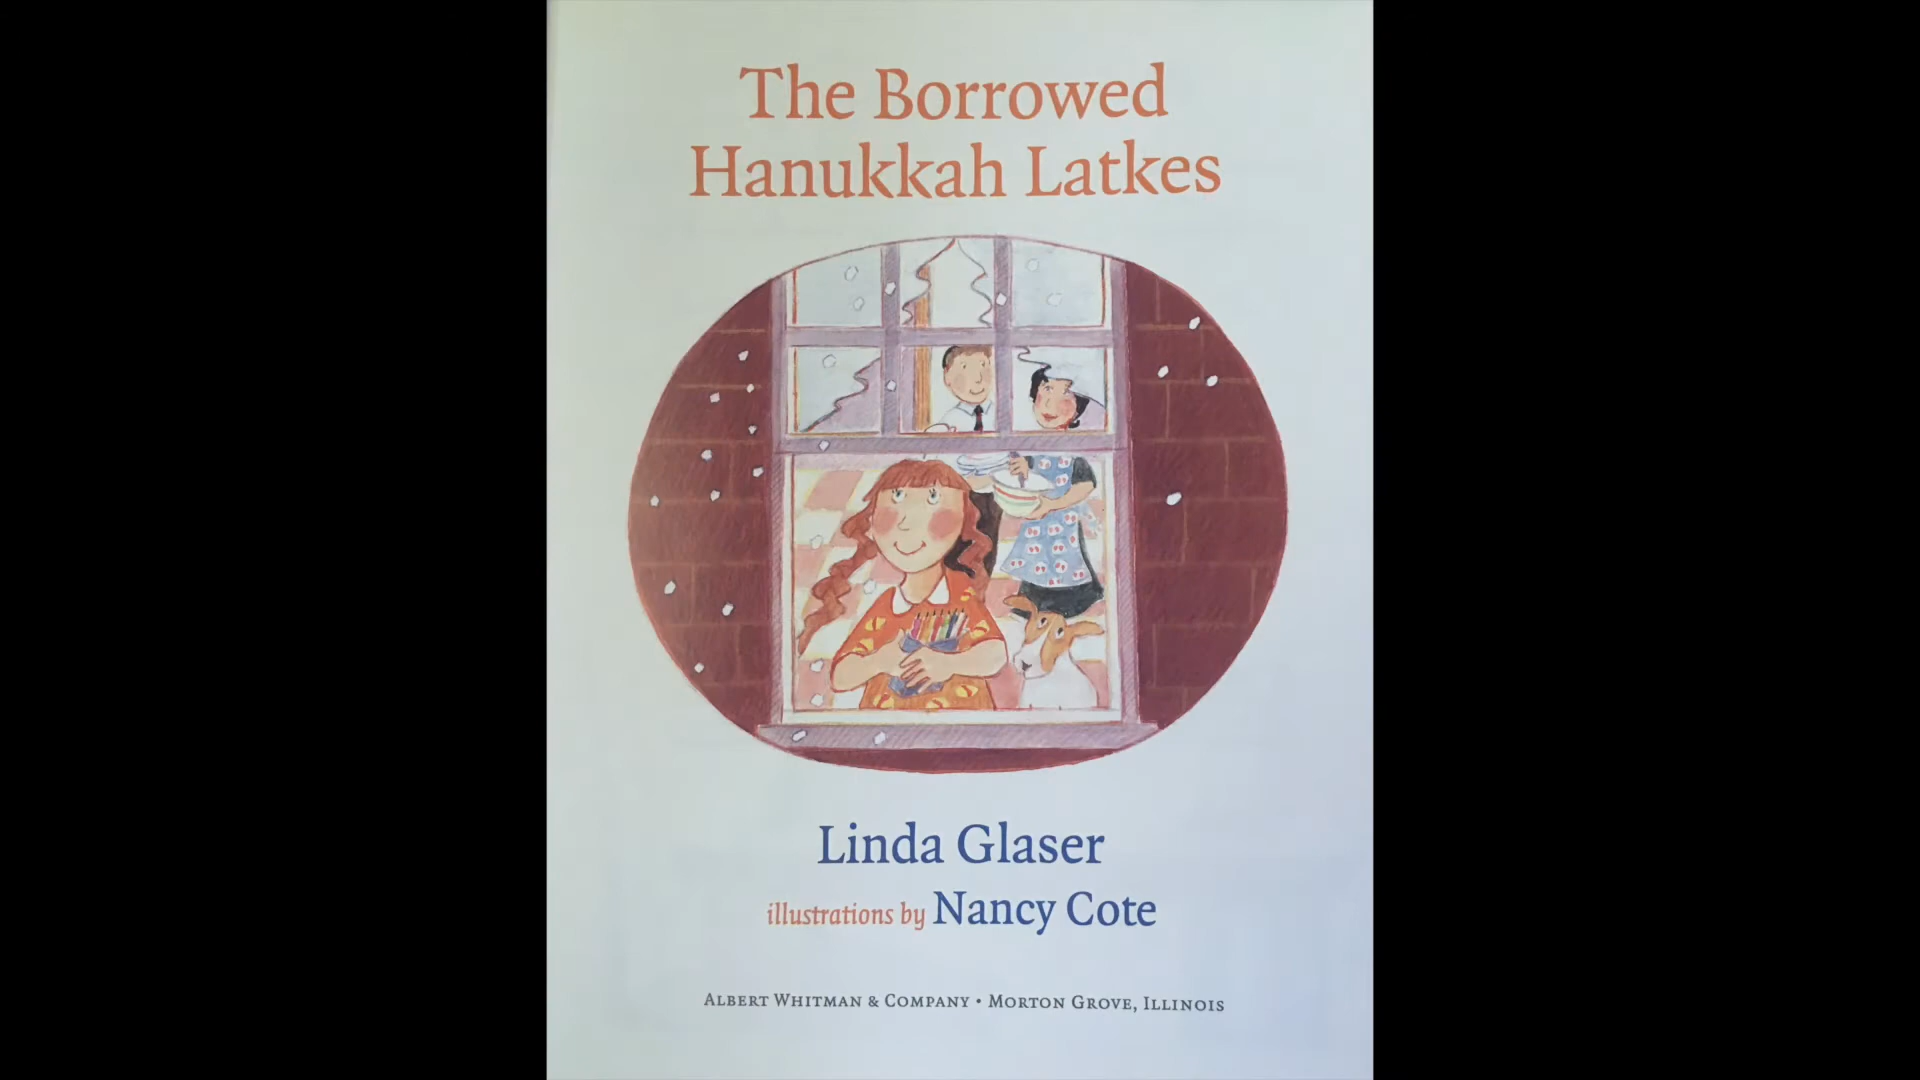 The Borrowed
Hanukkah Latkes
Linda Glaser
illustrations by Nancy Cote
Albert Whitman & Company • Morton Grove, Illinois